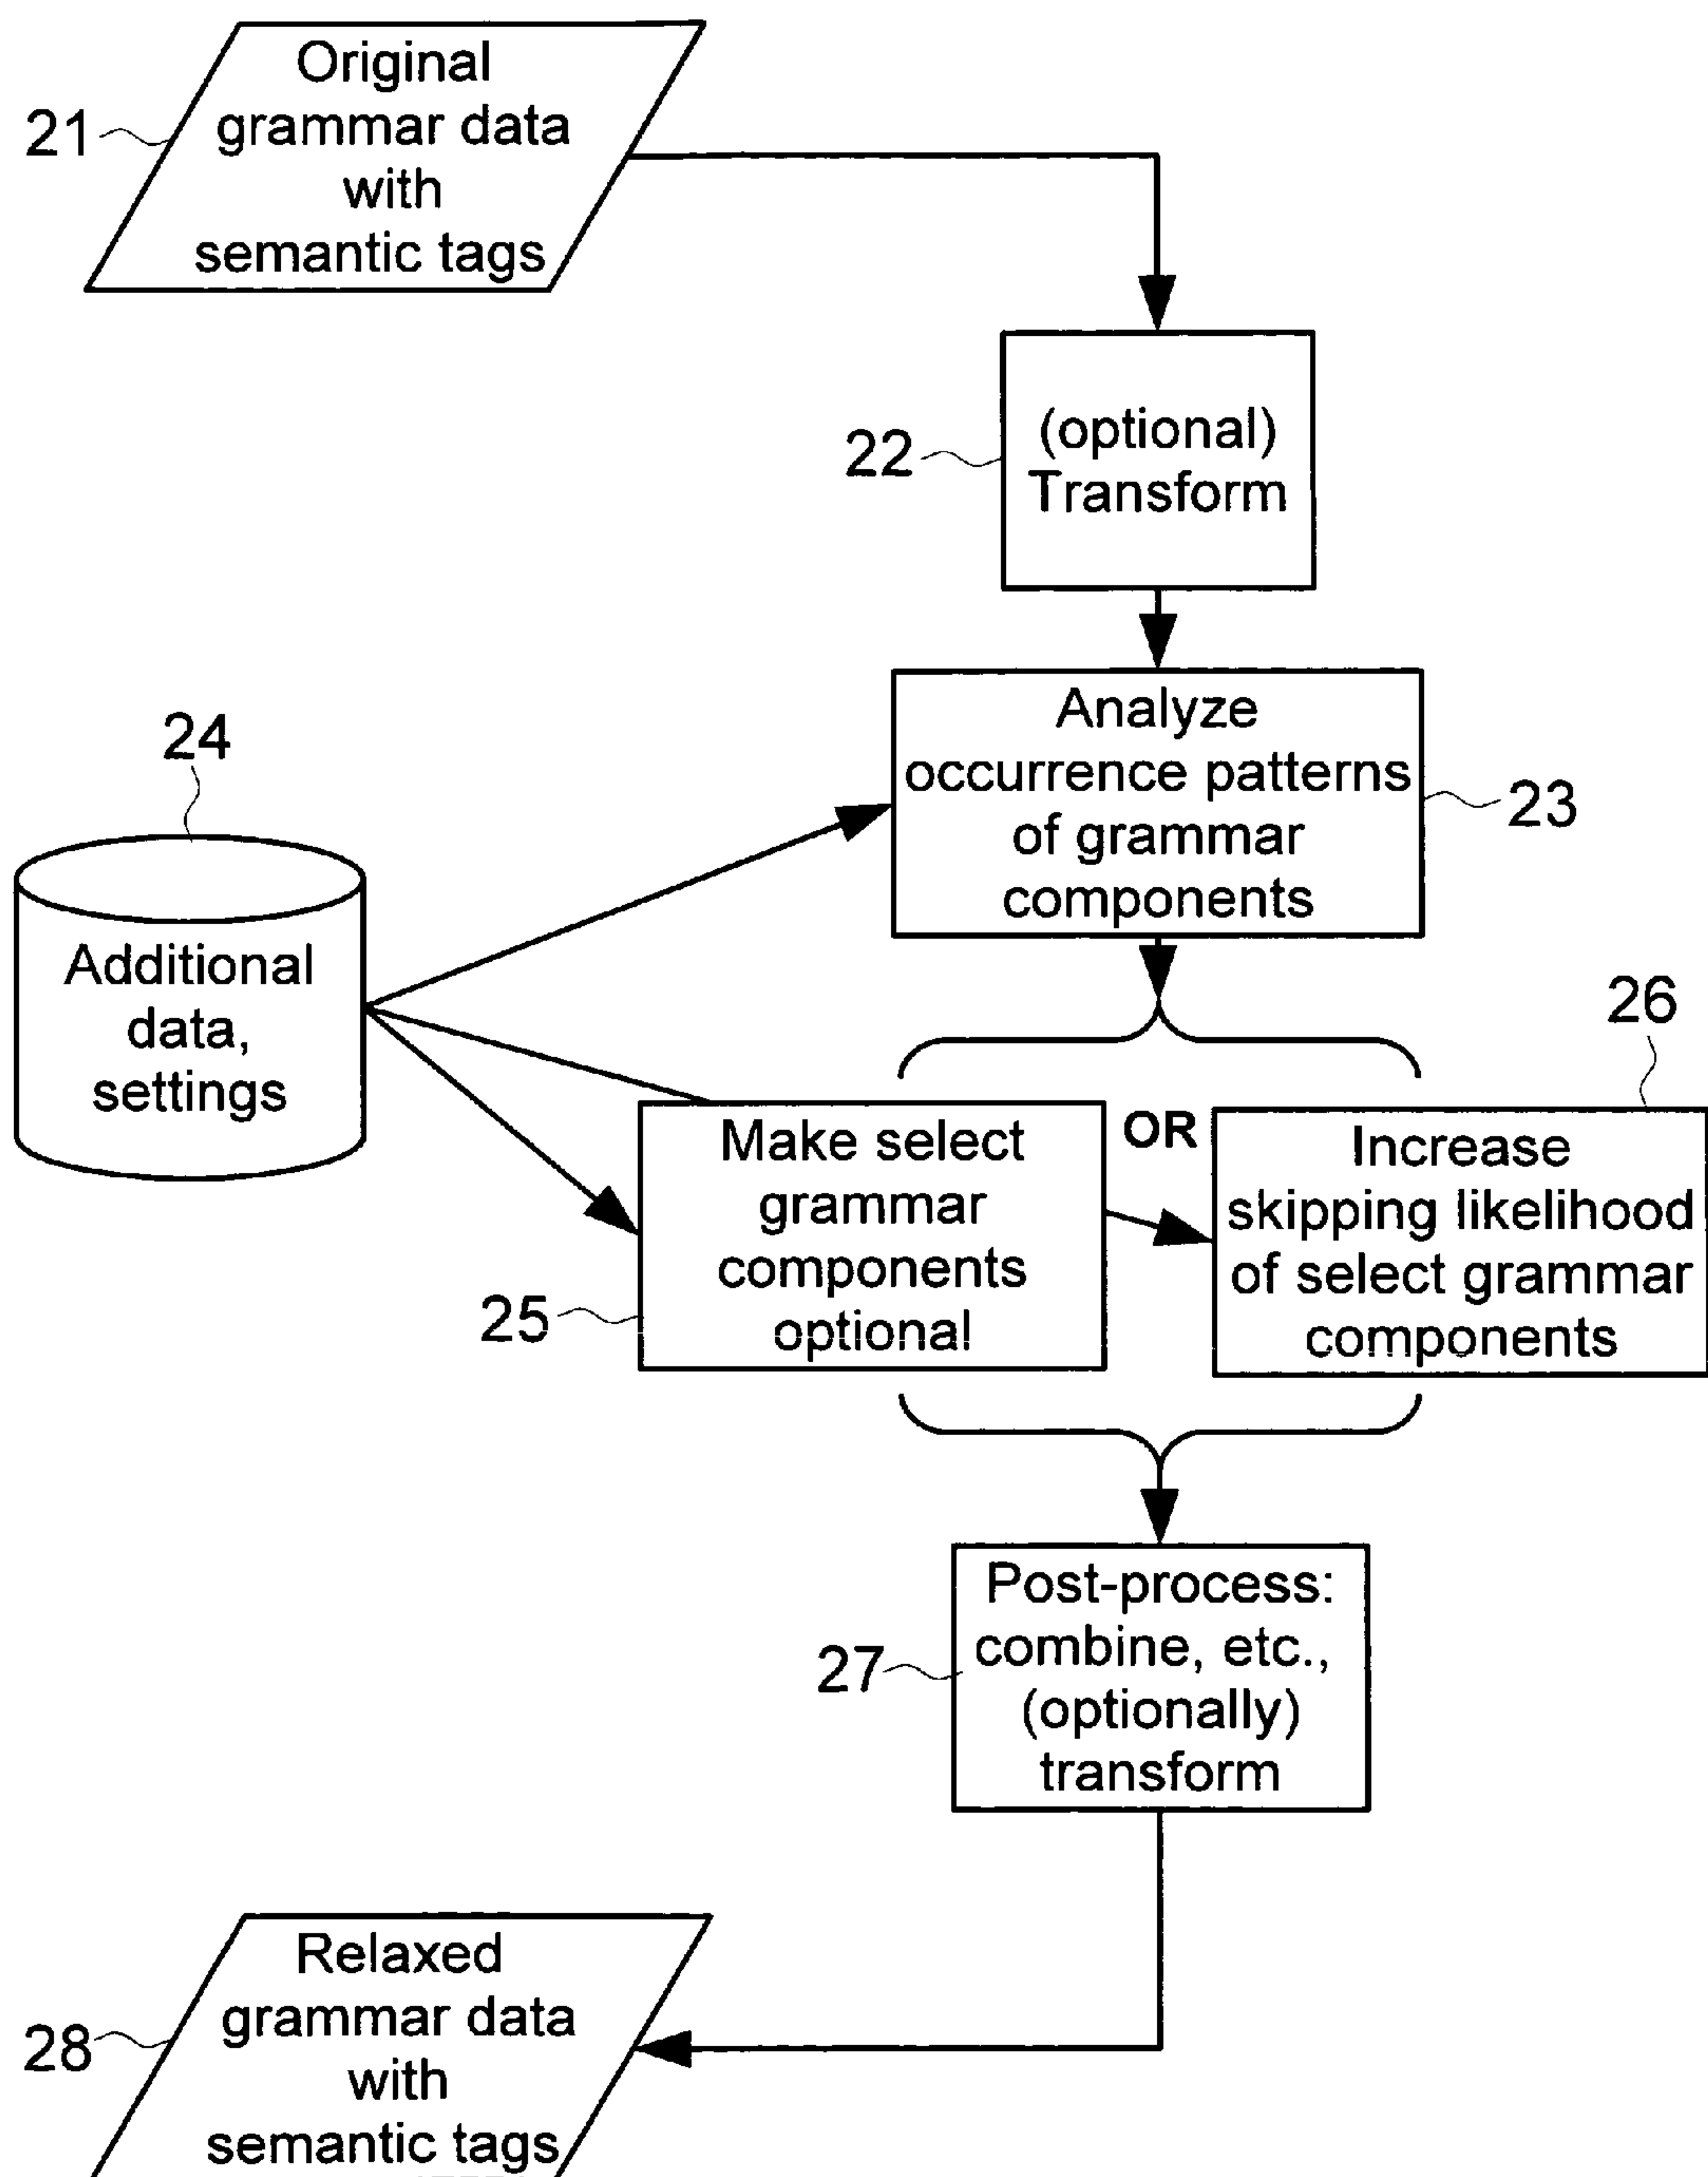 Original
grammar data
with
semantic tags
21
(optional)
Transform
22
Analyze
occurrence patterns
of grammar
components
23
24
Additional
data,
settings
26
Make select
grammar
components
optional
25
OR
Increase
skipping likelihood
of select grammar
components
Post-process:
combine, etc.,
(optionally)
transform
27
Relaxed
grammar data
with
semantic tags
28